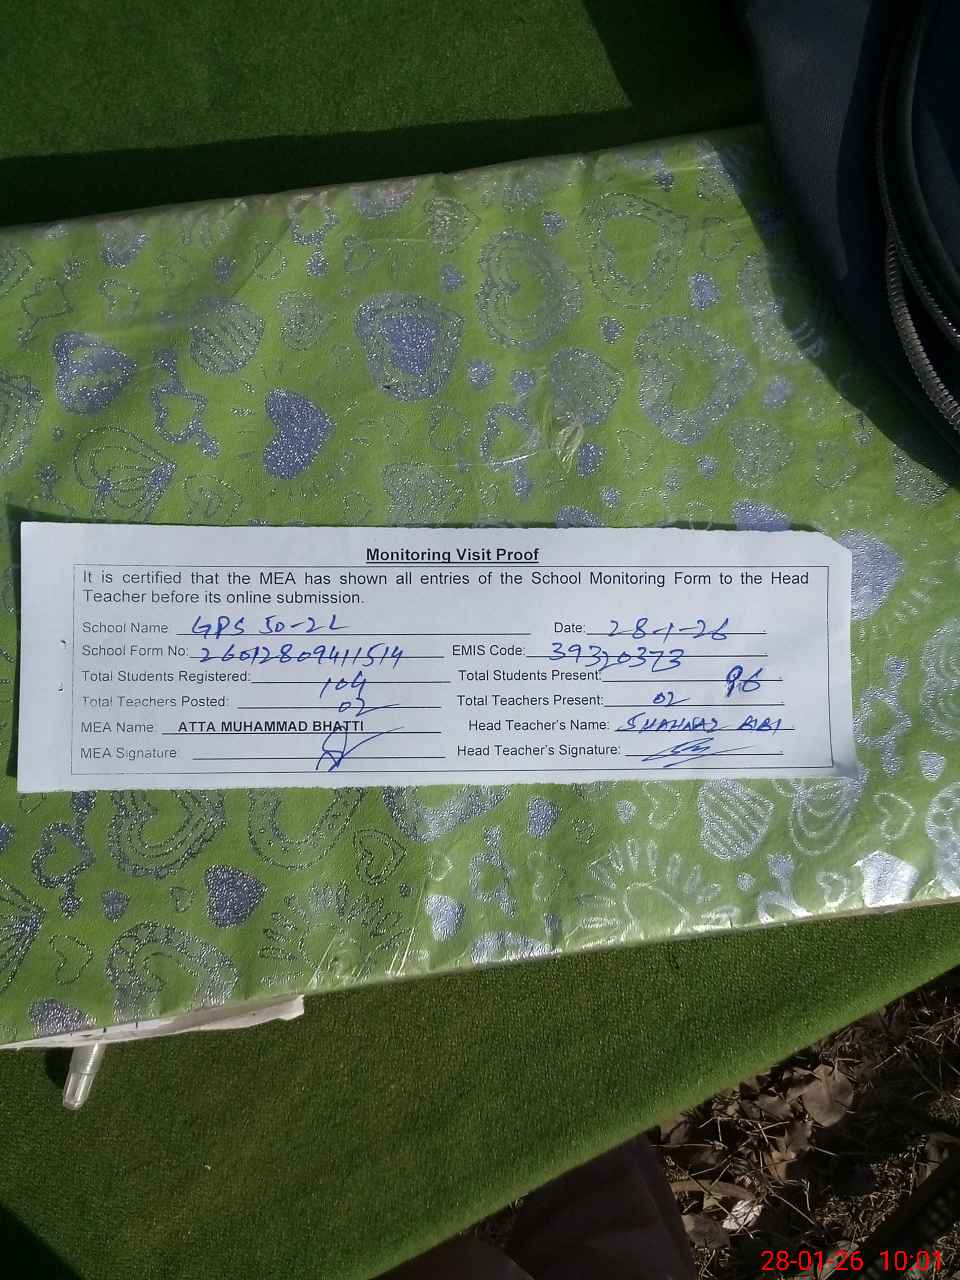 Monitoring Visit Proof
It is certified that the MEA has shown all entries of the School Monitoring Form to the Head
Teacher before its online submission.
School Name GPS 50-2L Date: 28-1-26
School Form No: 26012809411514 EMIS Code: 39320373
Total Students Registered: 104 Total Students Present: 96
Total Teachers Posted: 02 Total Teachers Present: 02
MEA Name: ATTA MUHAMMAD BHATTI Head Teacher's Name: SHAHNAZ BIBI
MEA Signature: Head Teacher's Signature:
28-01-26 10:01